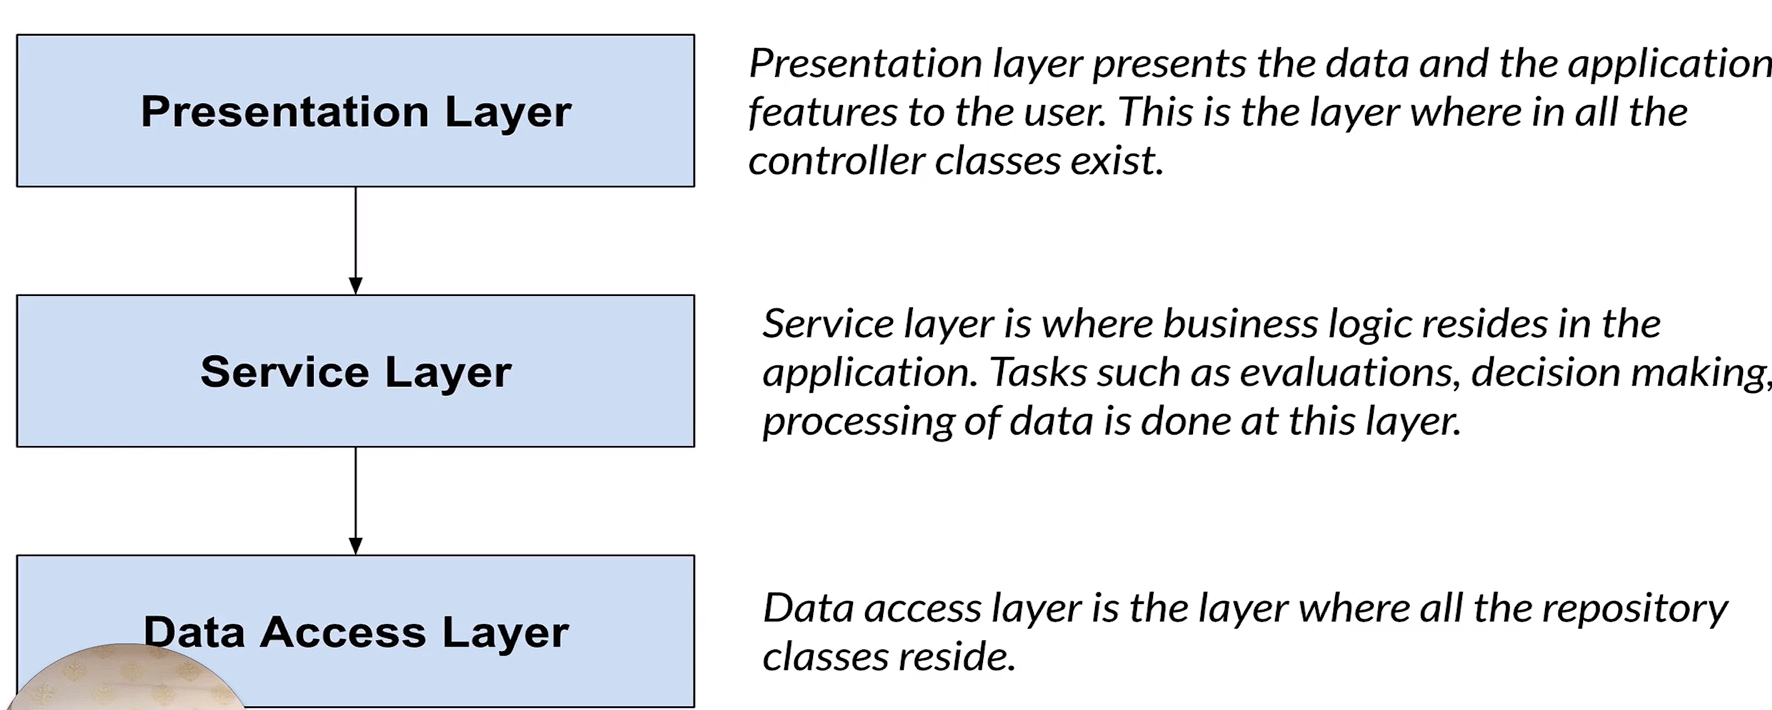 Presentation Layer
Presentation layer presents the data and the application
features to the user. This is the layer where in all the
controller classes exist.
Service Layer
Service layer is where business logic resides in the
application. Tasks such as evaluations, decision making,
processing of data is done at this layer.
Data Access Layer
Data access layer is the layer where all the repository
classes reside.